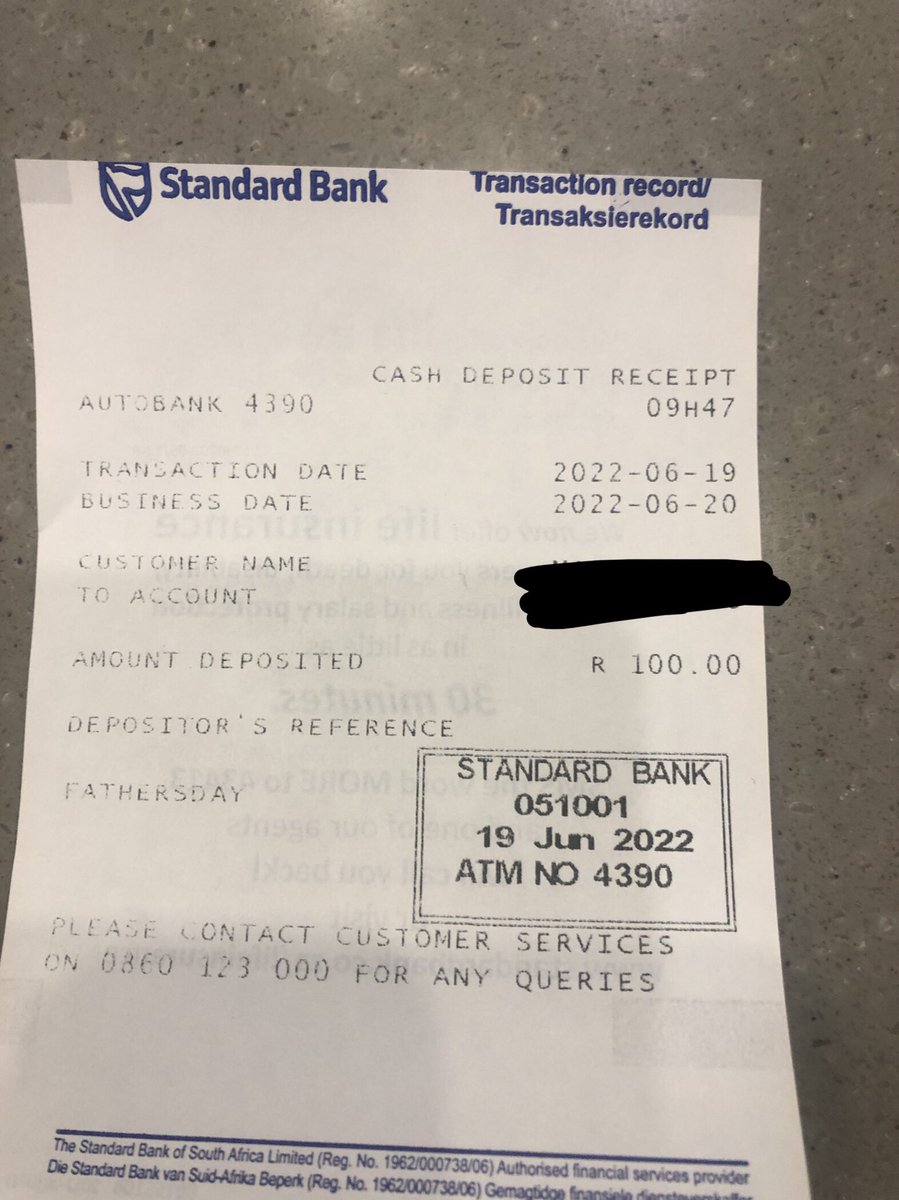 Standard Bank
Transaction record/
Transaksierekord
CASH DEPOSIT RECEIPT
AUTOBANK 4390 09H47
TRANSACTION DATE 2022-06-19
BUSINESS DATE 2022-06-20
CUSTOMER NAME
TO ACCOUNT
AMOUNT DEPOSITED R 100.00
DEPOSITOR'S REFERENCE
FATHERSDAY
STANDARD BANK
051001
19 Jun 2022
ATM NO 4390
PLEASE CONTACT CUSTOMER SERVICES
ON 0860 123 000 FOR ANY QUERIES
The Standard Bank of South Africa Limited (Reg. No. 1962/000738/06) Authorised financial services provider
Die Standard Bank van Suid-Afrika Beperk (Reg. No. 1962/000738/06) Gemagtigde finansiele